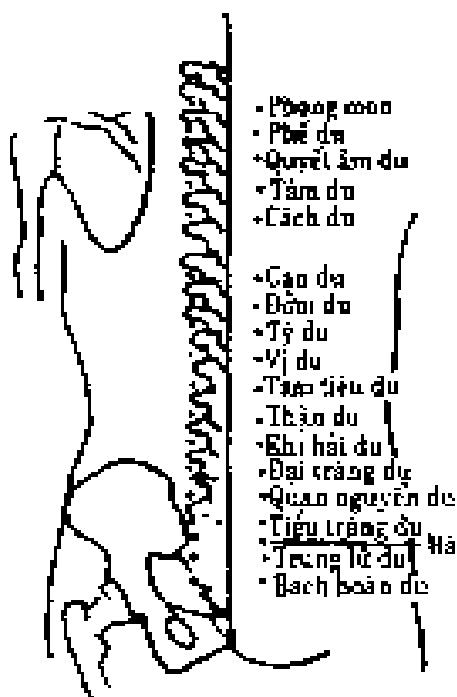 Phong môn
Phế du
Quyết âm du
Tâm du
Cách du
Can du
Đởm du
Tỳ du
Vị du
Tam tiêu du
Thận du
Khí hải du
Đại tràng du
Quan nguyên du
Tiểu tràng du
Hà
Trung lữ du
Bạch hoàn du